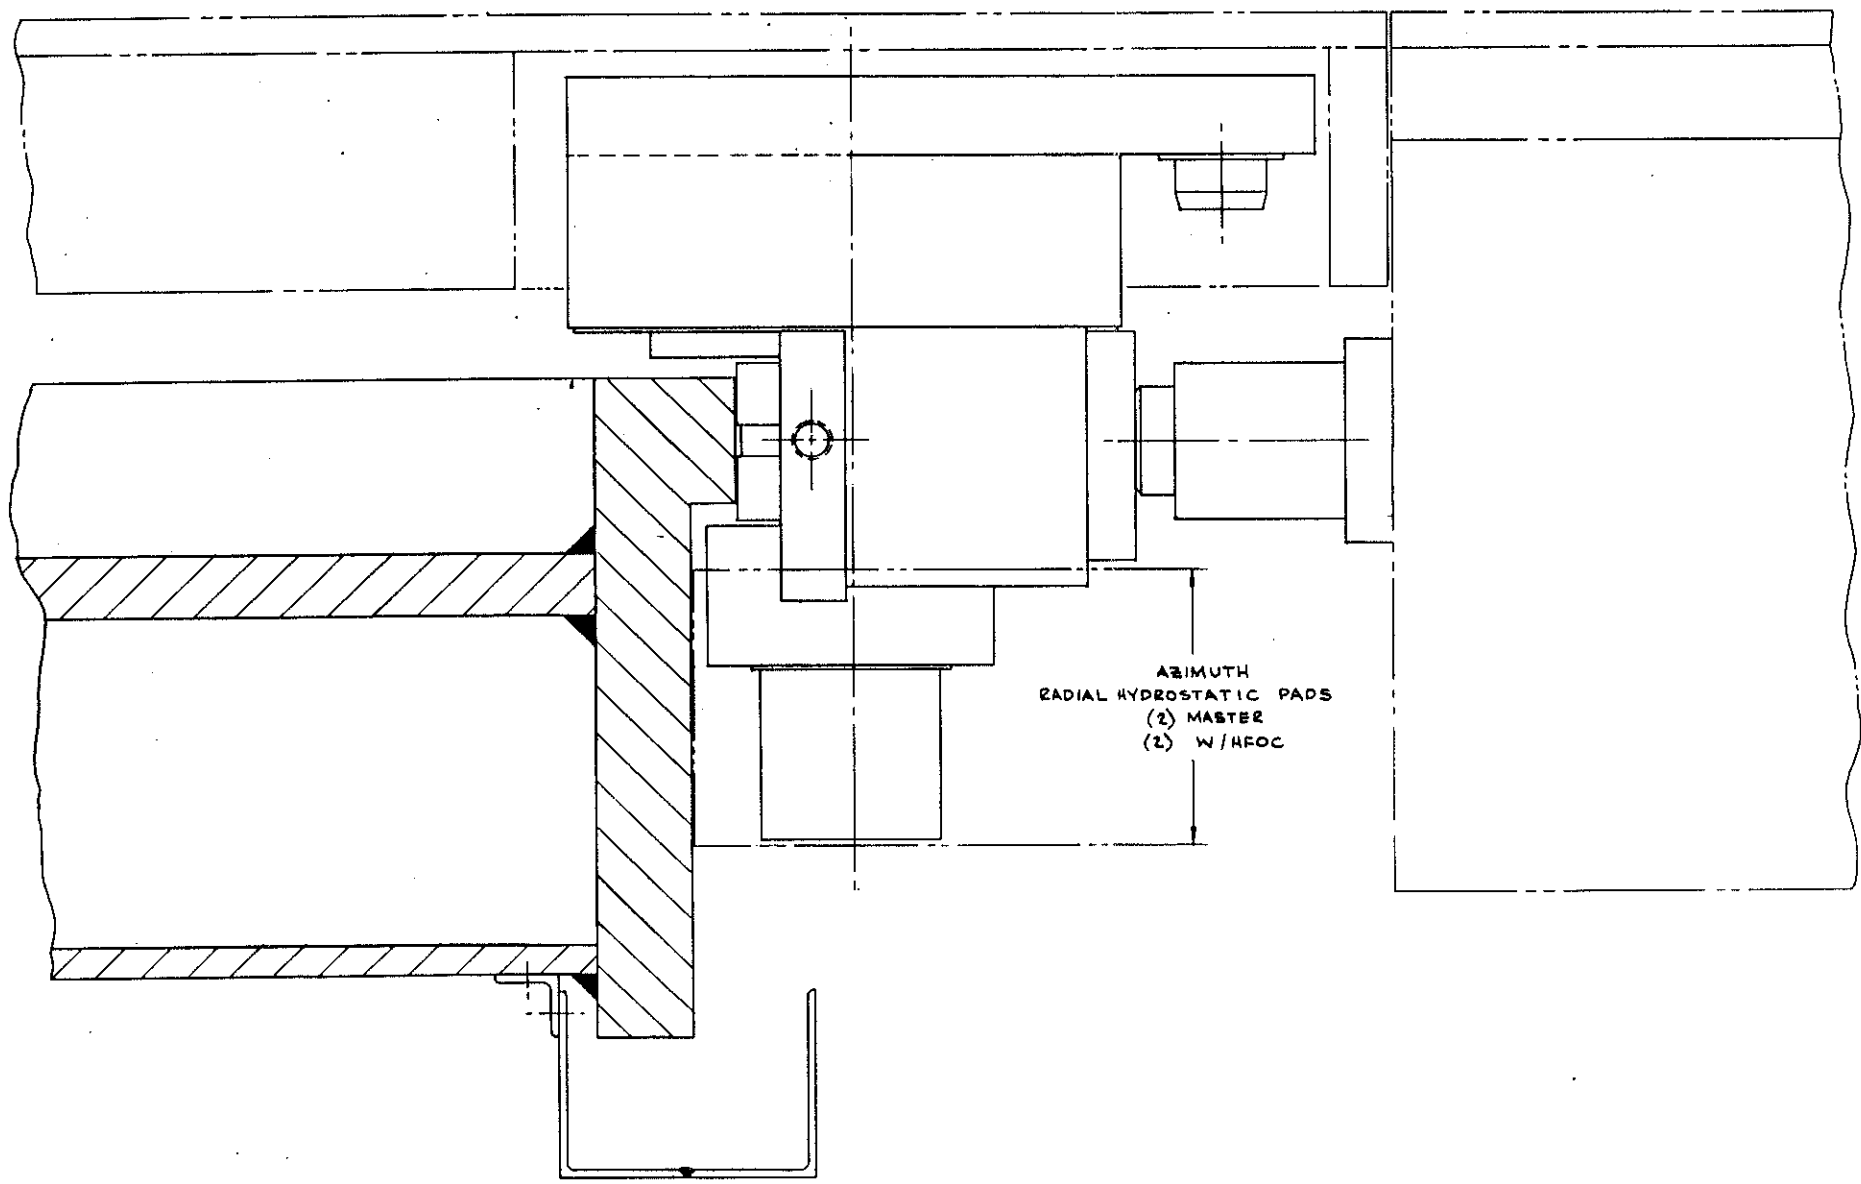 AZIMUTH
RADIAL HYDROSTATIC PADS
(2) MASTER
(2) W/HFOC